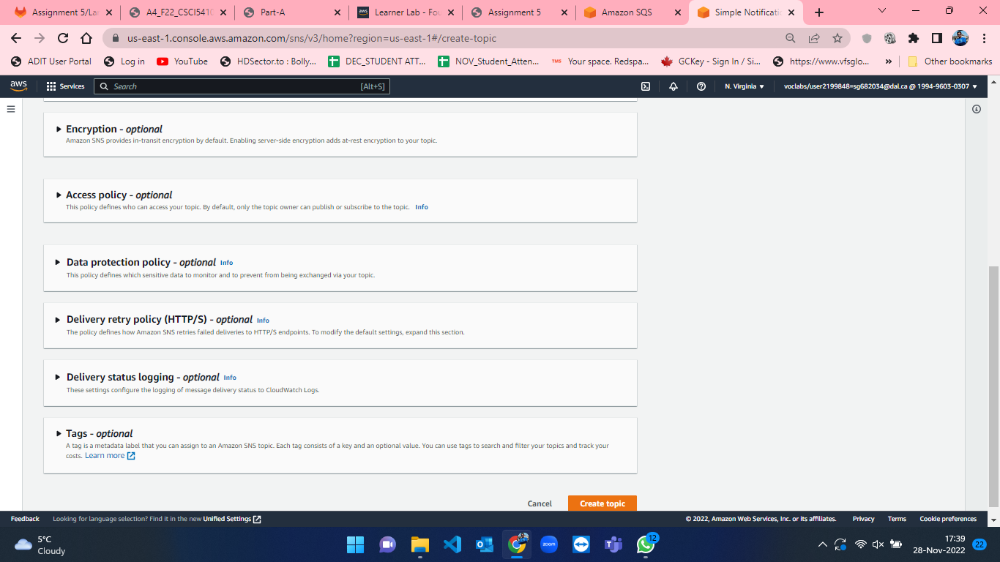 Assignment 5/Lar
A4_F22_CSCI541C
Part-A
Learner Lab - Fou
Assignment 5
Amazon SQS
Simple Notificatio
us-east-1.console.aws.amazon.com/sns/v3/home?region=us-east-1#/create-topic
ADIT User Portal
Log in
YouTube
HDSector.to : Bolly...
DEC_STUDENT ATT...
NOV_Student_Atten...
TMS
Your space. Redspa...
GCKey - Sign In / Si...
https://www.vfsglo...
»
Other bookmarks
aws
Services
Search
[Alt+S]
N. Virginia
voclabs/user2199848=sg682034@dal.ca @ 1994-9603-0307
Encryption - optional
Amazon SNS provides in-transit encryption by default. Enabling server-side encryption adds at-rest encryption to your topic.
Access policy - optional
This policy defines who can access your topic. By default, only the topic owner can publish or subscribe to the topic. Info
Data protection policy - optional Info
This policy defines which sensitive data to monitor and to prevent from being exchanged via your topic.
Delivery retry policy (HTTP/S) - optional Info
The policy defines how Amazon SNS retries failed deliveries to HTTP/S endpoints. To modify the default settings, expand this section.
Delivery status logging - optional Info
These settings configure the logging of message delivery status to CloudWatch Logs.
Tags - optional
A tag is a metadata label that you can assign to an Amazon SNS topic. Each tag consists of a key and an optional value. You can use tags to search and filter your topics and track your
costs. Learn more
Cancel
Create topic
Feedback
Looking for language selection? Find it in the new Unified Settings
© 2022, Amazon Web Services, Inc. or its affiliates.
Privacy
Terms
Cookie preferences
5°C
Cloudy
zoom
12
17:39
28-Nov-2022
22